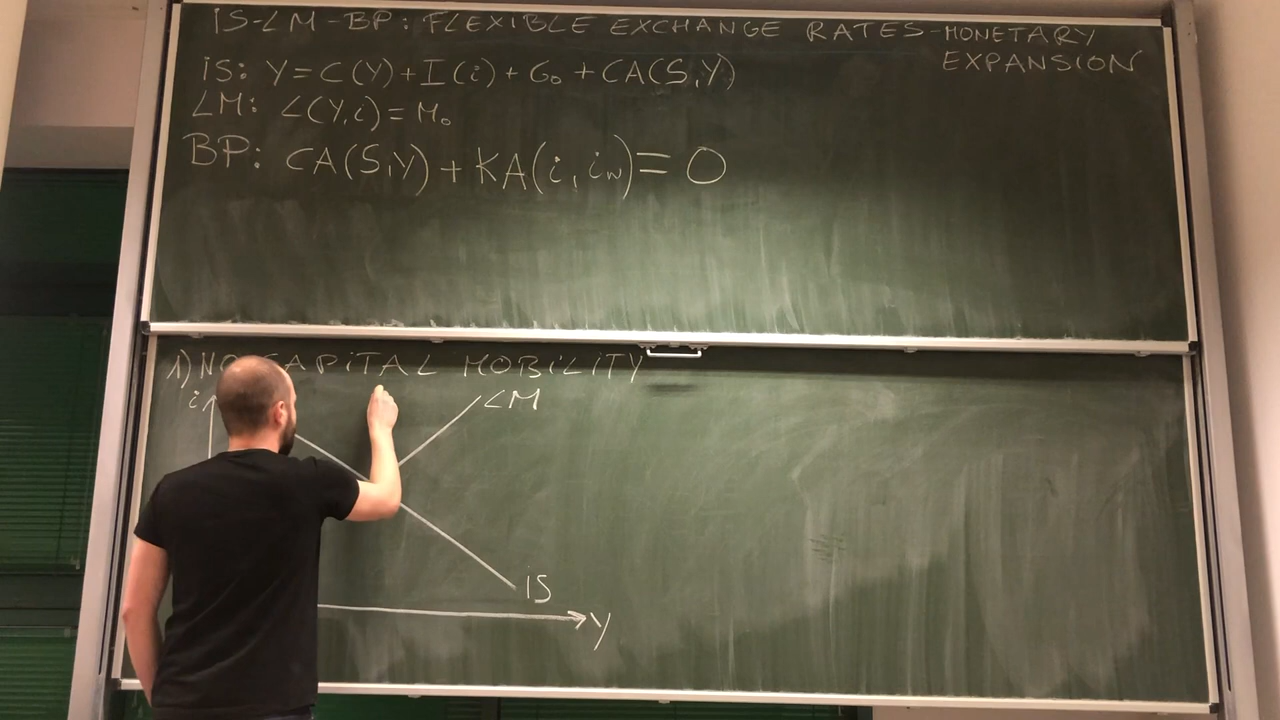 IS-LM-BP: FLEXIBLE EXCHANGE RATES-MONETARY
EXPANSION
IS: Y=C(Y)+I(i)+G₀+CA(S,Y)
LM: L(Y,i)=M₀
BP: CA(S,Y)+KA(i,i_W)=0
1) NO CAPITAL MOBILITY
i
LM
IS
Y